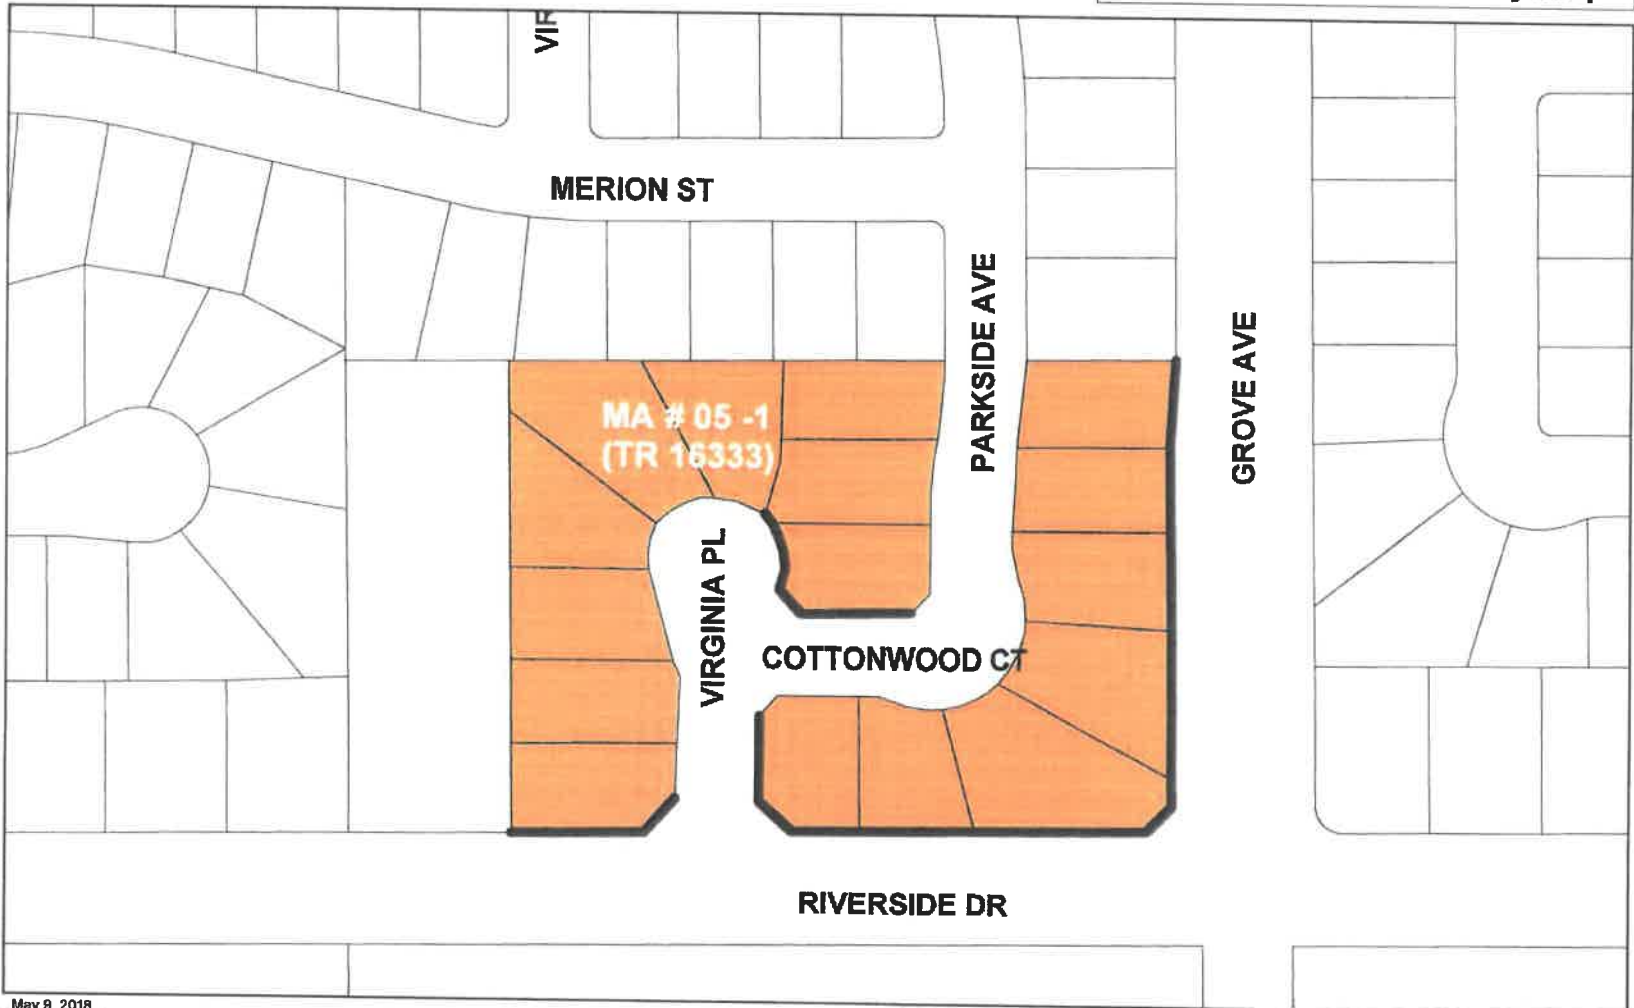 VIR
MERION ST
PARKSIDE AVE
GROVE AVE
MA # 05 -1
(TR 16333)
VIRGINIA PL
COTTONWOOD CT
RIVERSIDE DR
May 9, 2018